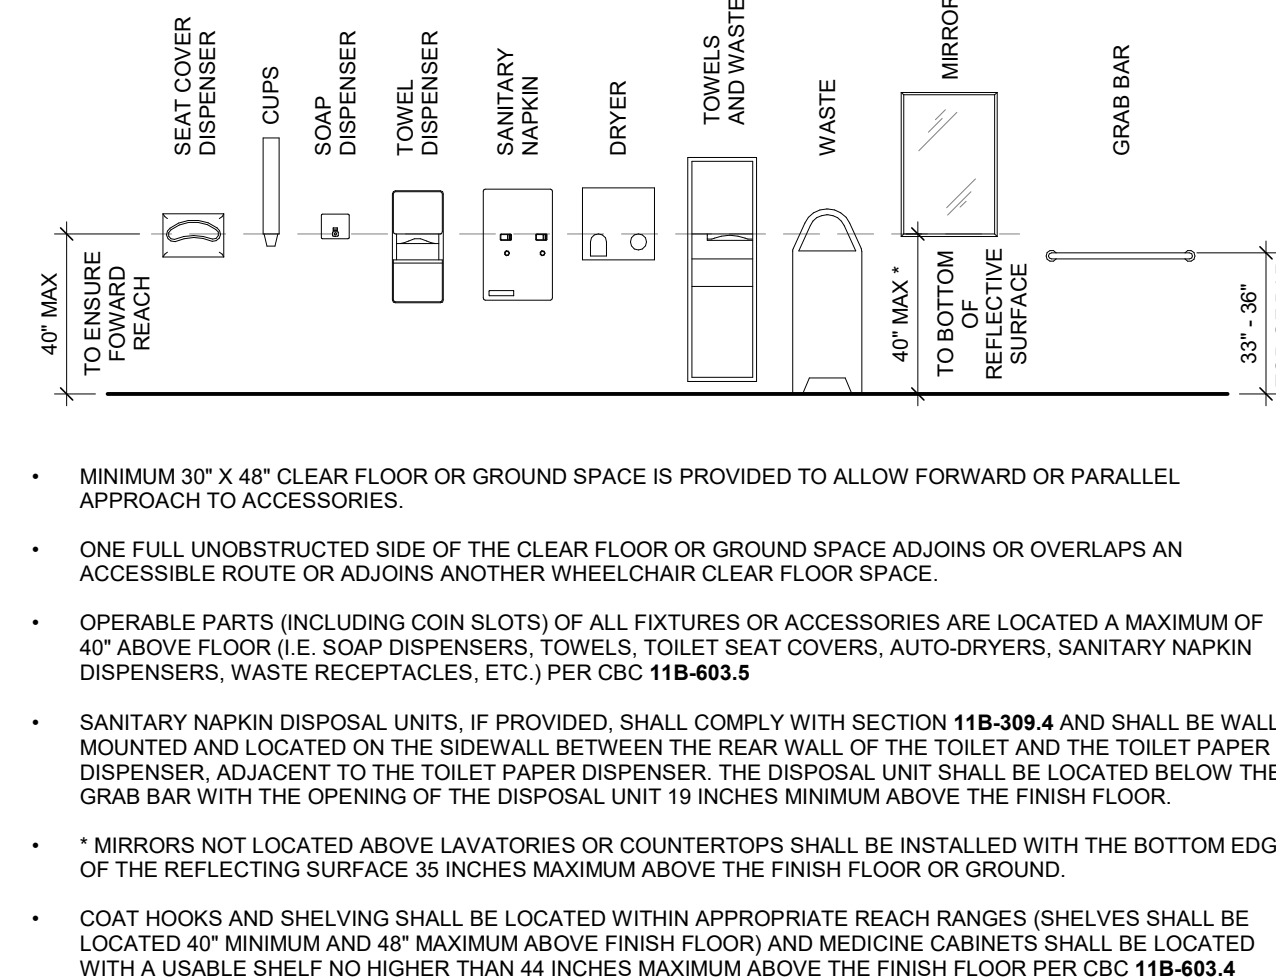 SEAT COVER
DISPENSER
CUPS
SOAP
DISPENSER
TOWEL
DISPENSER
SANITARY
NAPKIN
DRYER
TOWELS
AND WASTE
WASTE
MIRROR
GRAB BAR
40" MAX
TO ENSURE
FOWARD
REACH
40" MAX *
TO BOTTOM
OF
REFLECTIVE
SURFACE
33" - 36"
• MINIMUM 30" X 48" CLEAR FLOOR OR GROUND SPACE IS PROVIDED TO ALLOW FORWARD OR PARALLEL
APPROACH TO ACCESSORIES.
• ONE FULL UNOBSTRUCTED SIDE OF THE CLEAR FLOOR OR GROUND SPACE ADJOINS OR OVERLAPS AN
ACCESSIBLE ROUTE OR ADJOINS ANOTHER WHEELCHAIR CLEAR FLOOR SPACE.
• OPERABLE PARTS (INCLUDING COIN SLOTS) OF ALL FIXTURES OR ACCESSORIES ARE LOCATED A MAXIMUM OF
40" ABOVE FLOOR (I.E. SOAP DISPENSERS, TOWELS, TOILET SEAT COVERS, AUTO-DRYERS, SANITARY NAPKIN
DISPENSERS, WASTE RECEPTACLES, ETC.) PER CBC 11B-603.5
• SANITARY NAPKIN DISPOSAL UNITS, IF PROVIDED, SHALL COMPLY WITH SECTION 11B-309.4 AND SHALL BE WALL
MOUNTED AND LOCATED ON THE SIDEWALL BETWEEN THE REAR WALL OF THE TOILET AND THE TOILET PAPER
DISPENSER, ADJACENT TO THE TOILET PAPER DISPENSER. THE DISPOSAL UNIT SHALL BE LOCATED BELOW THE
GRAB BAR WITH THE OPENING OF THE DISPOSAL UNIT 19 INCHES MINIMUM ABOVE THE FINISH FLOOR.
• * MIRRORS NOT LOCATED ABOVE LAVATORIES OR COUNTERTOPS SHALL BE INSTALLED WITH THE BOTTOM EDG
OF THE REFLECTING SURFACE 35 INCHES MAXIMUM ABOVE THE FINISH FLOOR OR GROUND.
• COAT HOOKS AND SHELVING SHALL BE LOCATED WITHIN APPROPRIATE REACH RANGES (SHELVES SHALL BE
LOCATED 40" MINIMUM AND 48" MAXIMUM ABOVE FINISH FLOOR) AND MEDICINE CABINETS SHALL BE LOCATED
WITH A USABLE SHELF NO HIGHER THAN 44 INCHES MAXIMUM ABOVE THE FINISH FLOOR PER CBC 11B-603.4